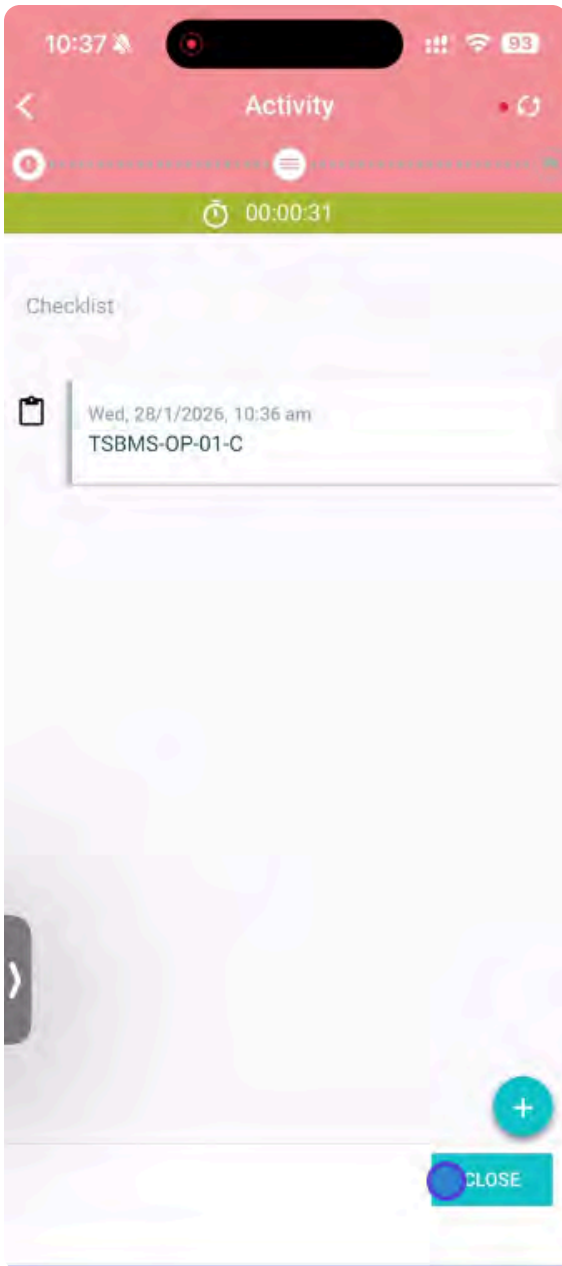 10:37
93
Activity
00:00:31
Checklist
Wed, 28/1/2026, 10:36 am
TSBMS-OP-01-C
+
CLOSE